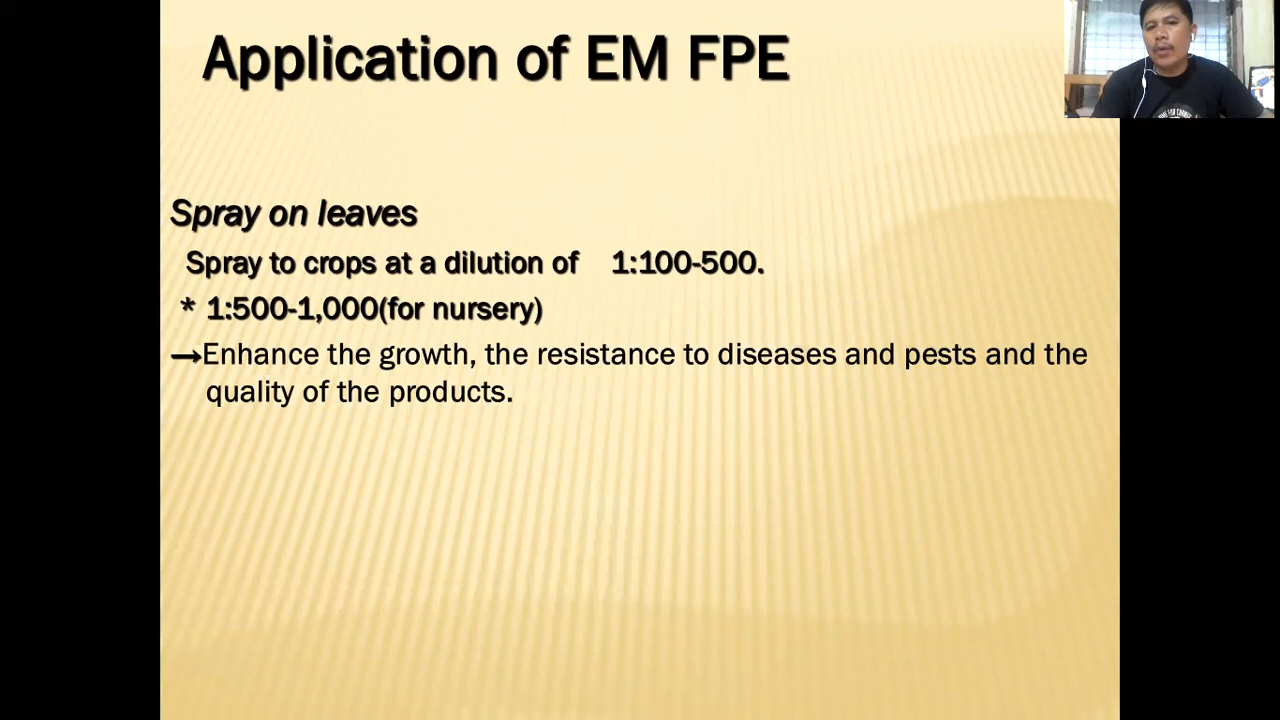 Application of EM FPE
Spray on leaves
Spray to crops at a dilution of 1:100-500.
* 1:500-1,000(for nursery)
→Enhance the growth, the resistance to diseases and pests and the
quality of the products.